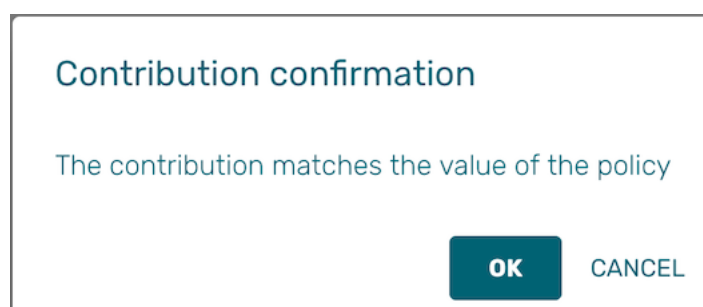 Contribution confirmation
The contribution matches the value of the policy
OK CANCEL